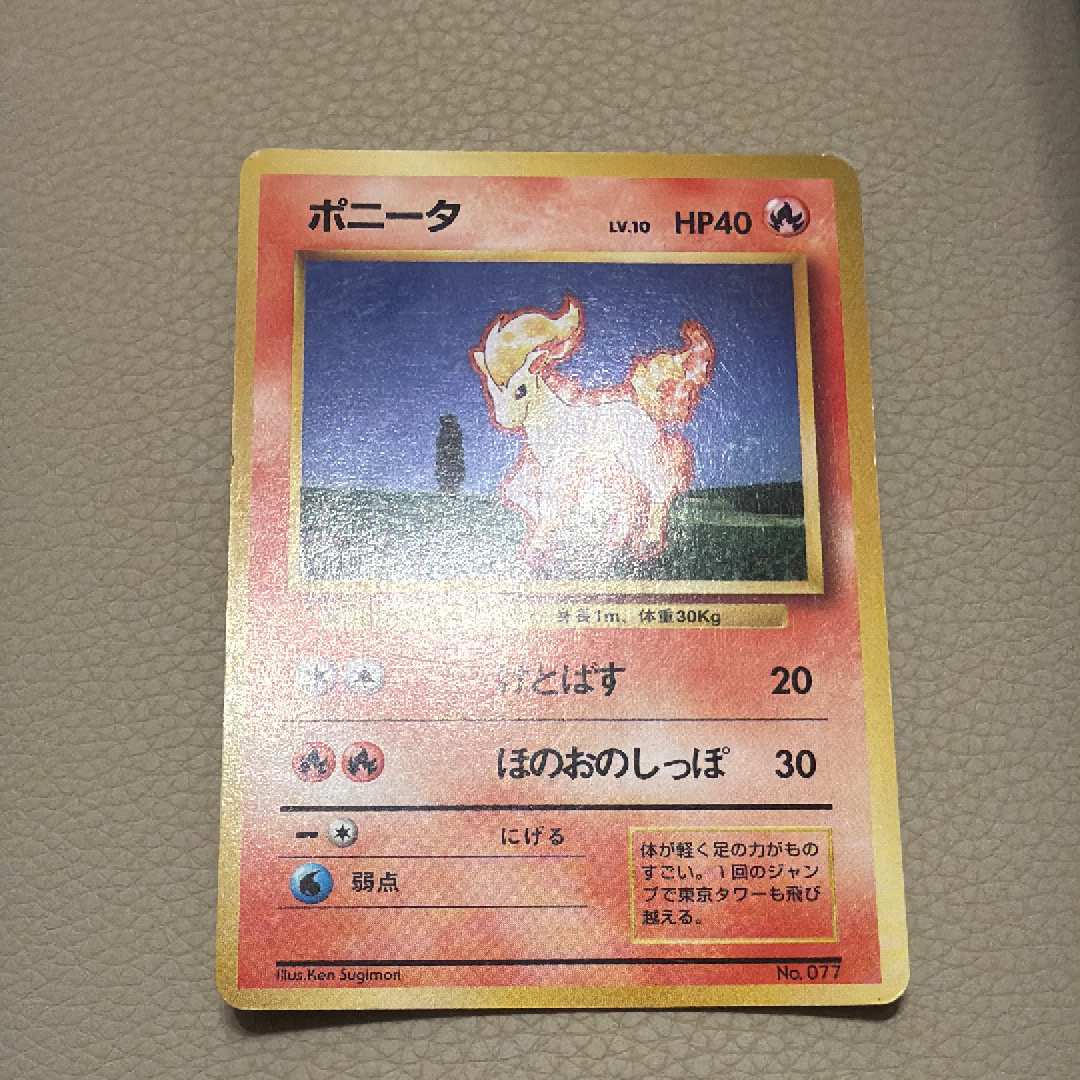 ポニータ LV.10 HP40
身長1m、体重30Kg
けとばす 20
ほのおのしっぽ 30
にげる
弱点
体が軽く足の力がもの
すごい。1回のジャン
プで東京タワーも飛び
越える。
Illus.Ken Sugimori No. 077